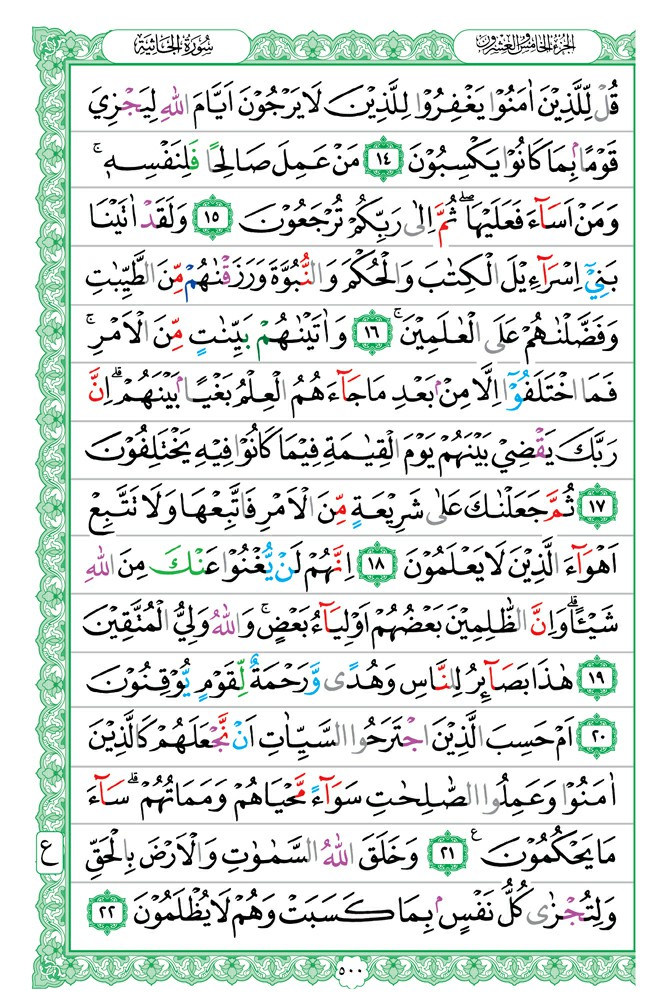 الجزء الخامس والعشرون
سورة الجاثية
قُلْ لِّلَّذِيْنَ اٰمَنُوْا يَغْفِرُوْا لِلَّذِيْنَ لَا يَرْجُوْنَ اَيَّامَ اللّٰهِ لِيَجْزِيَ
قَوْمًاۢ بِمَا كَانُوْا يَكْسِبُوْنَ ١٤ مَنْ عَمِلَ صَالِحًا فَلِنَفْسِهٖ ۚ
وَمَنْ اَسَآءَ فَعَلَيْهَا ۖ ثُمَّ اِلٰى رَبِّكُمْ تُرْجَعُوْنَ ١٥ وَلَقَدْ اٰتَيْنَا
بَنِيْٓ اِسْرَآءِيْلَ الْكِتٰبَ وَالْحُكْمَ وَالنُّبُوَّةَ وَرَزَقْنٰهُمْ مِّنَ الطَّيِّبٰتِ
وَفَضَّلْنٰهُمْ عَلَى الْعٰلَمِيْنَ ۚ ١٦ وَاٰتَيْنٰهُمْ بَيِّنٰتٍ مِّنَ الْاَمْرِ ۚ
فَمَا اخْتَلَفُوْٓا اِلَّا مِنْۢ بَعْدِ مَا جَآءَهُمُ الْعِلْمُ بَغْيًاۢ بَيْنَهُمْ ۗ اِنَّ
رَبَّكَ يَقْضِيْ بَيْنَهُمْ يَوْمَ الْقِيٰمَةِ فِيْمَا كَانُوْا فِيْهِ يَخْتَلِفُوْنَ
١٧ ثُمَّ جَعَلْنٰكَ عَلٰى شَرِيْعَةٍ مِّنَ الْاَمْرِ فَاتَّبِعْهَا وَلَا تَتَّبِعْ
اَهْوَآءَ الَّذِيْنَ لَا يَعْلَمُوْنَ ١٨ اِنَّهُمْ لَنْ يُّغْنُوْا عَنْكَ مِنَ اللّٰهِ
شَيْـًٔا ۗ وَاِنَّ الظّٰلِمِيْنَ بَعْضُهُمْ اَوْلِيَآءُ بَعْضٍ ۚ وَاللّٰهُ وَلِيُّ الْمُتَّقِيْنَ
١٩ هٰذَا بَصَآئِرُ لِلنَّاسِ وَهُدًى وَّرَحْمَةٌ لِّقَوْمٍ يُّوْقِنُوْنَ
٢٠ اَمْ حَسِبَ الَّذِيْنَ اجْتَرَحُوا السَّيِّاٰتِ اَنْ نَّجْعَلَهُمْ كَالَّذِيْنَ
اٰمَنُوْا وَعَمِلُوا الصّٰلِحٰتِ سَوَآءً مَّحْيَاهُمْ وَمَمَاتُهُمْ ۗ سَآءَ
مَا يَحْكُمُوْنَ ع ٢١ وَخَلَقَ اللّٰهُ السَّمٰوٰتِ وَالْاَرْضَ بِالْحَقِّ
ع
وَلِتُجْزٰى كُلُّ نَفْسٍۢ بِمَا كَسَبَتْ وَهُمْ لَا يُظْلَمُوْنَ ٢٢
٥٠٠